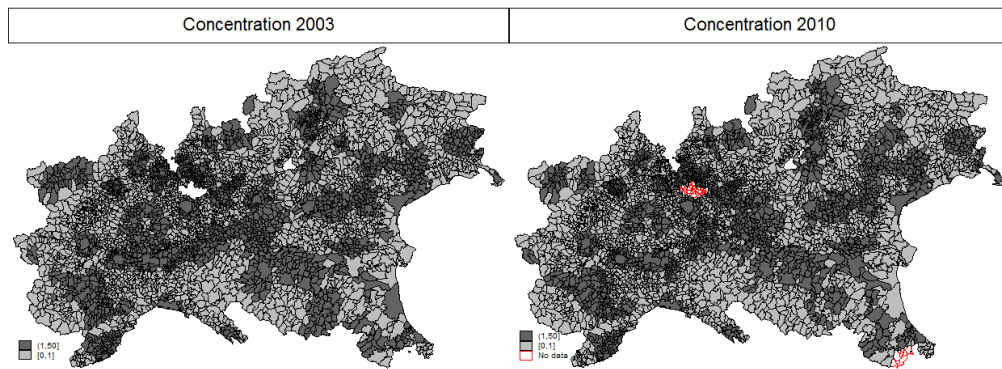 Concentration 2003
Concentration 2010
(1,50]
[0,1]
(1,50]
[0,1]
No data